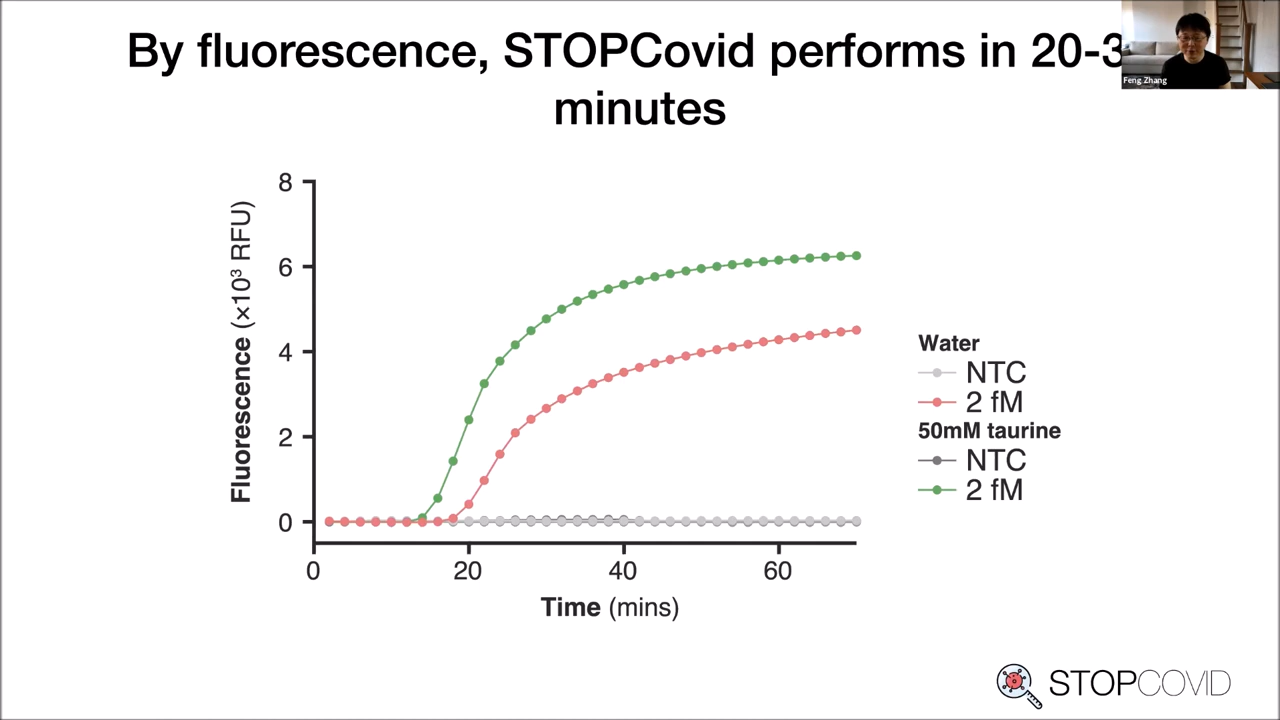 By fluorescence, STOPCovid performs in 20-3
minutes
Feng Zhang
8
6
4
2
0
Fluorescence (×10³ RFU)
0 20 40 60
Time (mins)
Water
NTC
2 fM
50mM taurine
NTC
2 fM
STOPCOVID